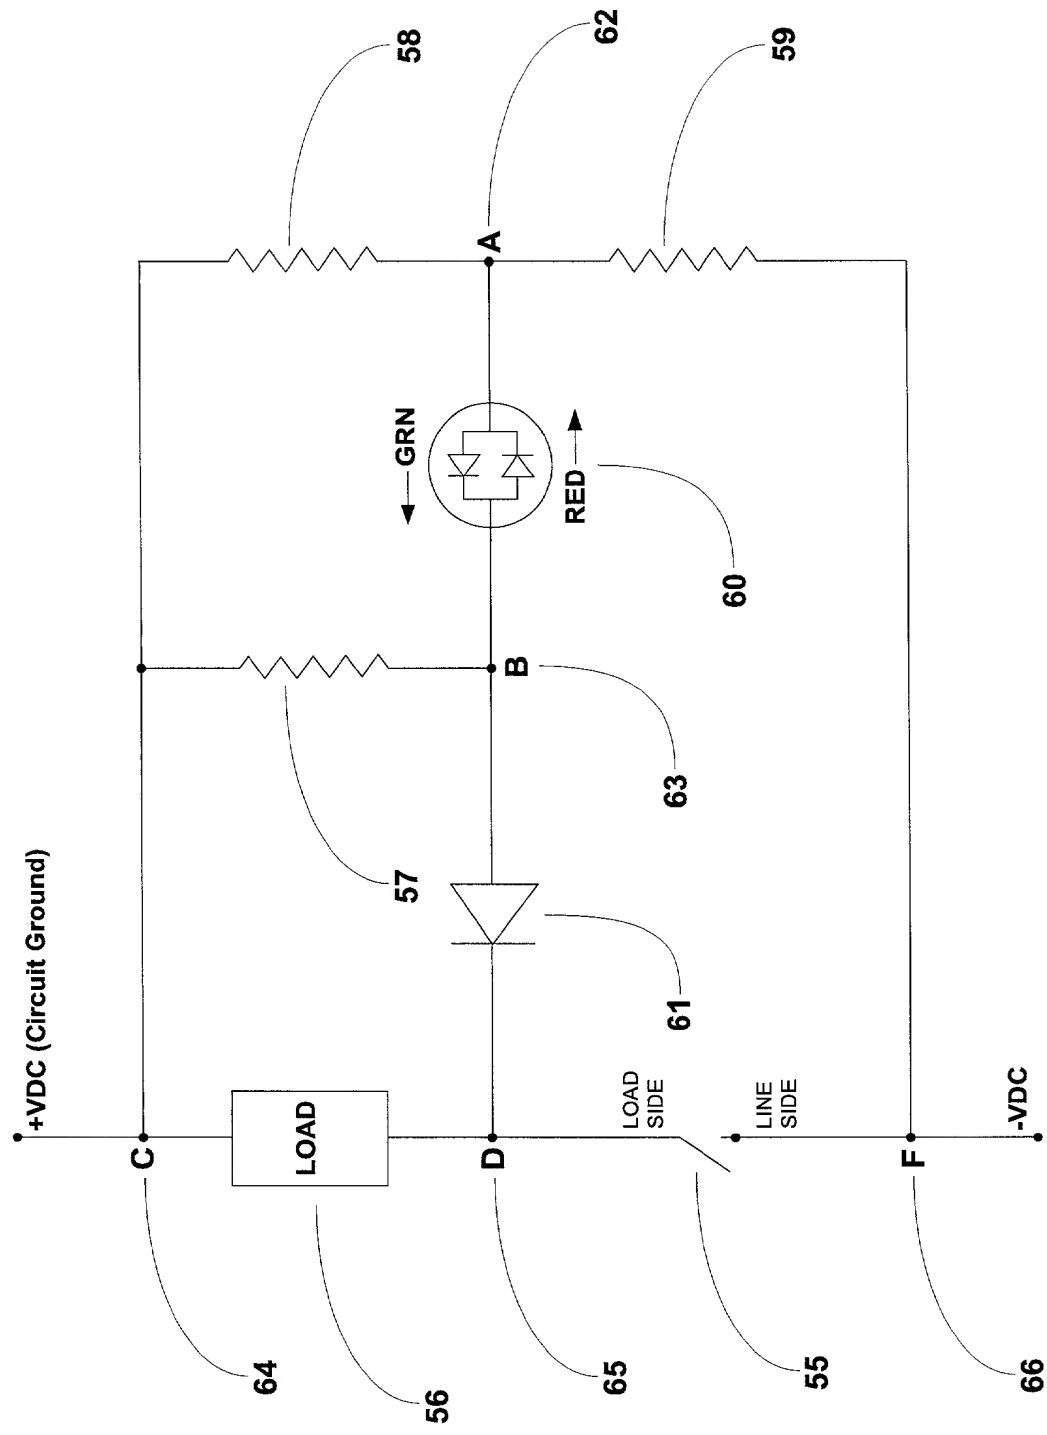 +VDC (Circuit Ground)
C
64
LOAD
56
57
58
D
65
61
B
63
GRN
RED
60
A
62
59
LOAD
SIDE
LINE
SIDE
55
F
66
-VDC